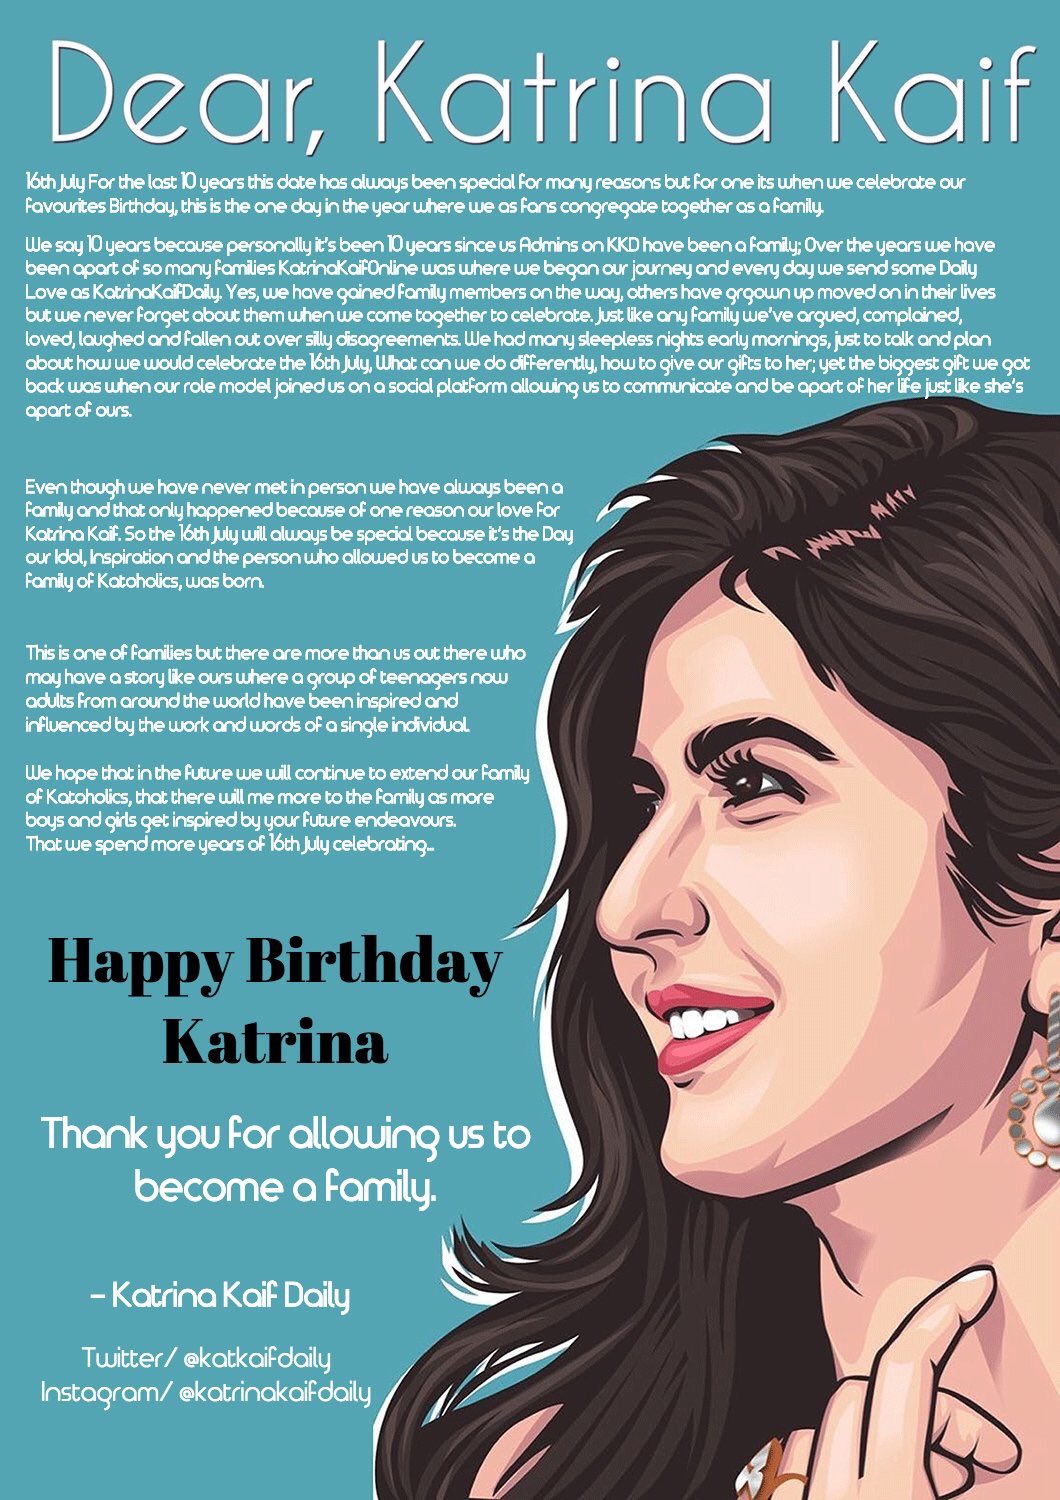 Dear, Katrina Kaif
16th July For the last 10 years this date has always been special for many reasons but for one its when we celebrate our
favourites Birthday, this is the one day in the year where we as fans congregate together as a family.
We say 10 years because personally it's been 10 years since us Admins on KKD have been a family; Over the years we have
been apart of so many families KatrinaKaifOnline was where we began our journey and every day we send some Daily
Love as KatrinaKaifDaily. Yes, we have gained family members on the way, others have grgown up moved on in their lives
but we never forget about them when we come together to celebrate. Just like any family we've argued, complained,
loved, laughed and fallen out over silly disagreements. We had many sleepless nights early mornings, just to talk and plan
about how we would celebrate the 16th July, What can we do differently, how to give our gifts to her; yet the biggest gift we got
back was when our role model joined us on a social platform allowing us to communicate and be apart of her life just like she's
apart of ours.
Even though we have never met in person we have always been a
family and that only happened because of one reason our love for
Katrina Kaif. So the 16th July will always be special because it's the Day
our Idol, Inspiration and the person who allowed us to become a
family of Katoholics, was born.
This is one of families but there are more than us out there who
may have a story like ours where a group of teenagers now
adults from around the world have been inspired and
influenced by the work and words of a single individual.
We hope that in the future we will continue to extend our family
of Katoholics, that there will me more to the family as more
boys and girls get inspired by your future endeavours.
That we spend more years of 16th July celebrating...
Happy Birthday
Katrina
Thank you for allowing us to
become a family.
- Katrina Kaif Daily
Twitter/ @katkaifdaily
Instagram/ @katrinakaifdaily